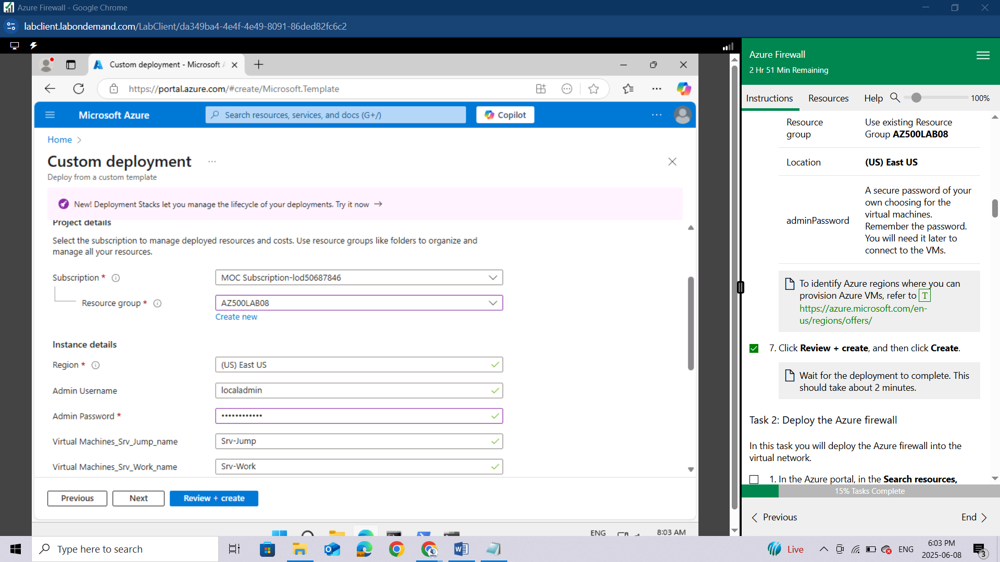 Azure Firewall - Google Chrome
labclient.labondemand.com/LabClient/da349ba4-4e4f-4e49-8091-86ded82fc6c2
Custom deployment - Microsoft A
https://portal.azure.com/#create/Microsoft.Template
Microsoft Azure
Search resources, services, and docs (G+/)
Copilot
Home >
Custom deployment
Deploy from a custom template
New! Deployment Stacks let you manage the lifecycle of your deployments. Try it now →
Project details
Select the subscription to manage deployed resources and costs. Use resource groups like folders to organize and
manage all your resources.
Subscription *
MOC Subscription-lod50687846
Resource group *
AZ500LAB08
Create new
Instance details
Region *
(US) East US
Admin Username
localadmin
Admin Password *
••••••••••••
Virtual Machines_Srv_Jump_name
Srv-Jump
Virtual Machines_Srv_Work_name
Srv-Work
Previous
Next
Review + create
ENG
8:03 AM
Azure Firewall
2 Hr 51 Min Remaining
Instructions
Resources
Help
100%
Resource
group
Use existing Resource
Group AZ500LAB08
Location
(US) East US
adminPassword
A secure password of your
own choosing for the
virtual machines.
Remember the password.
You will need it later to
connect to the VMs.
To identify Azure regions where you can
provision Azure VMs, refer to T
https://azure.microsoft.com/en-
us/regions/offers/
7. Click Review + create, and then click Create.
Wait for the deployment to complete. This
should take about 2 minutes.
Task 2: Deploy the Azure firewall
In this task you will deploy the Azure firewall into the
virtual network.
1. In the Azure portal, in the Search resources,
15% Tasks Complete
Previous
End
Type here to search
Live
ENG
6:03 PM
2025-06-08
3